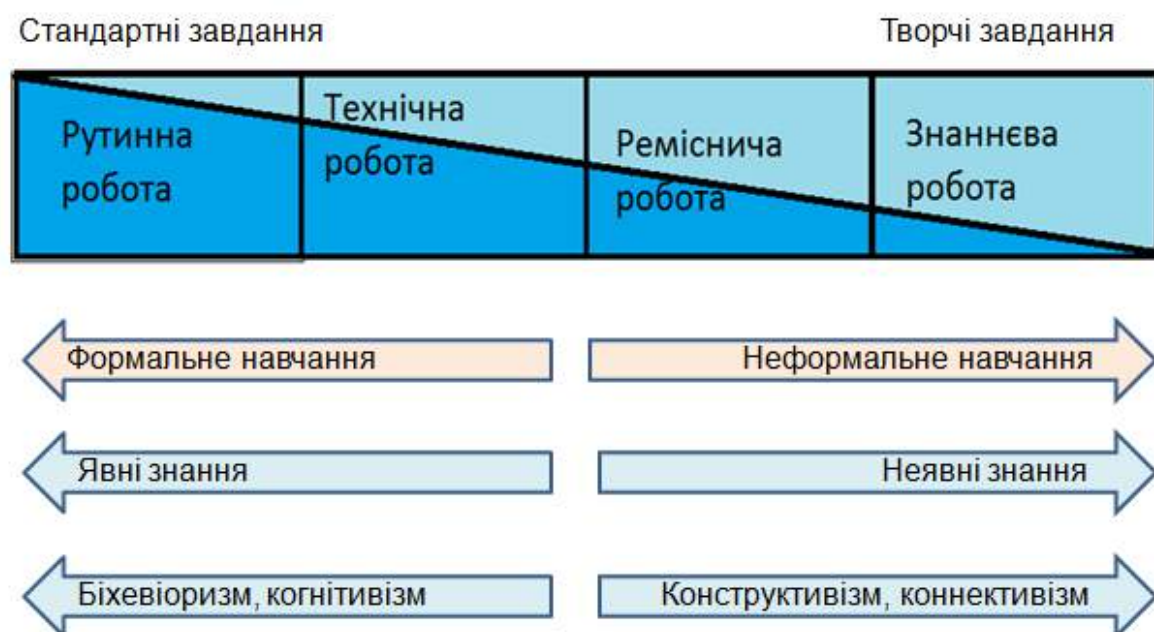 Стандартні завдання
Творчі завдання
Рутинна
робота
Технічна
робота
Реміснича
робота
Знаннєва
робота
Формальне навчання
Неформальне навчання
Явні знання
Неявні знання
Біхевіоризм, когнітивізм
Конструктивізм, коннективізм